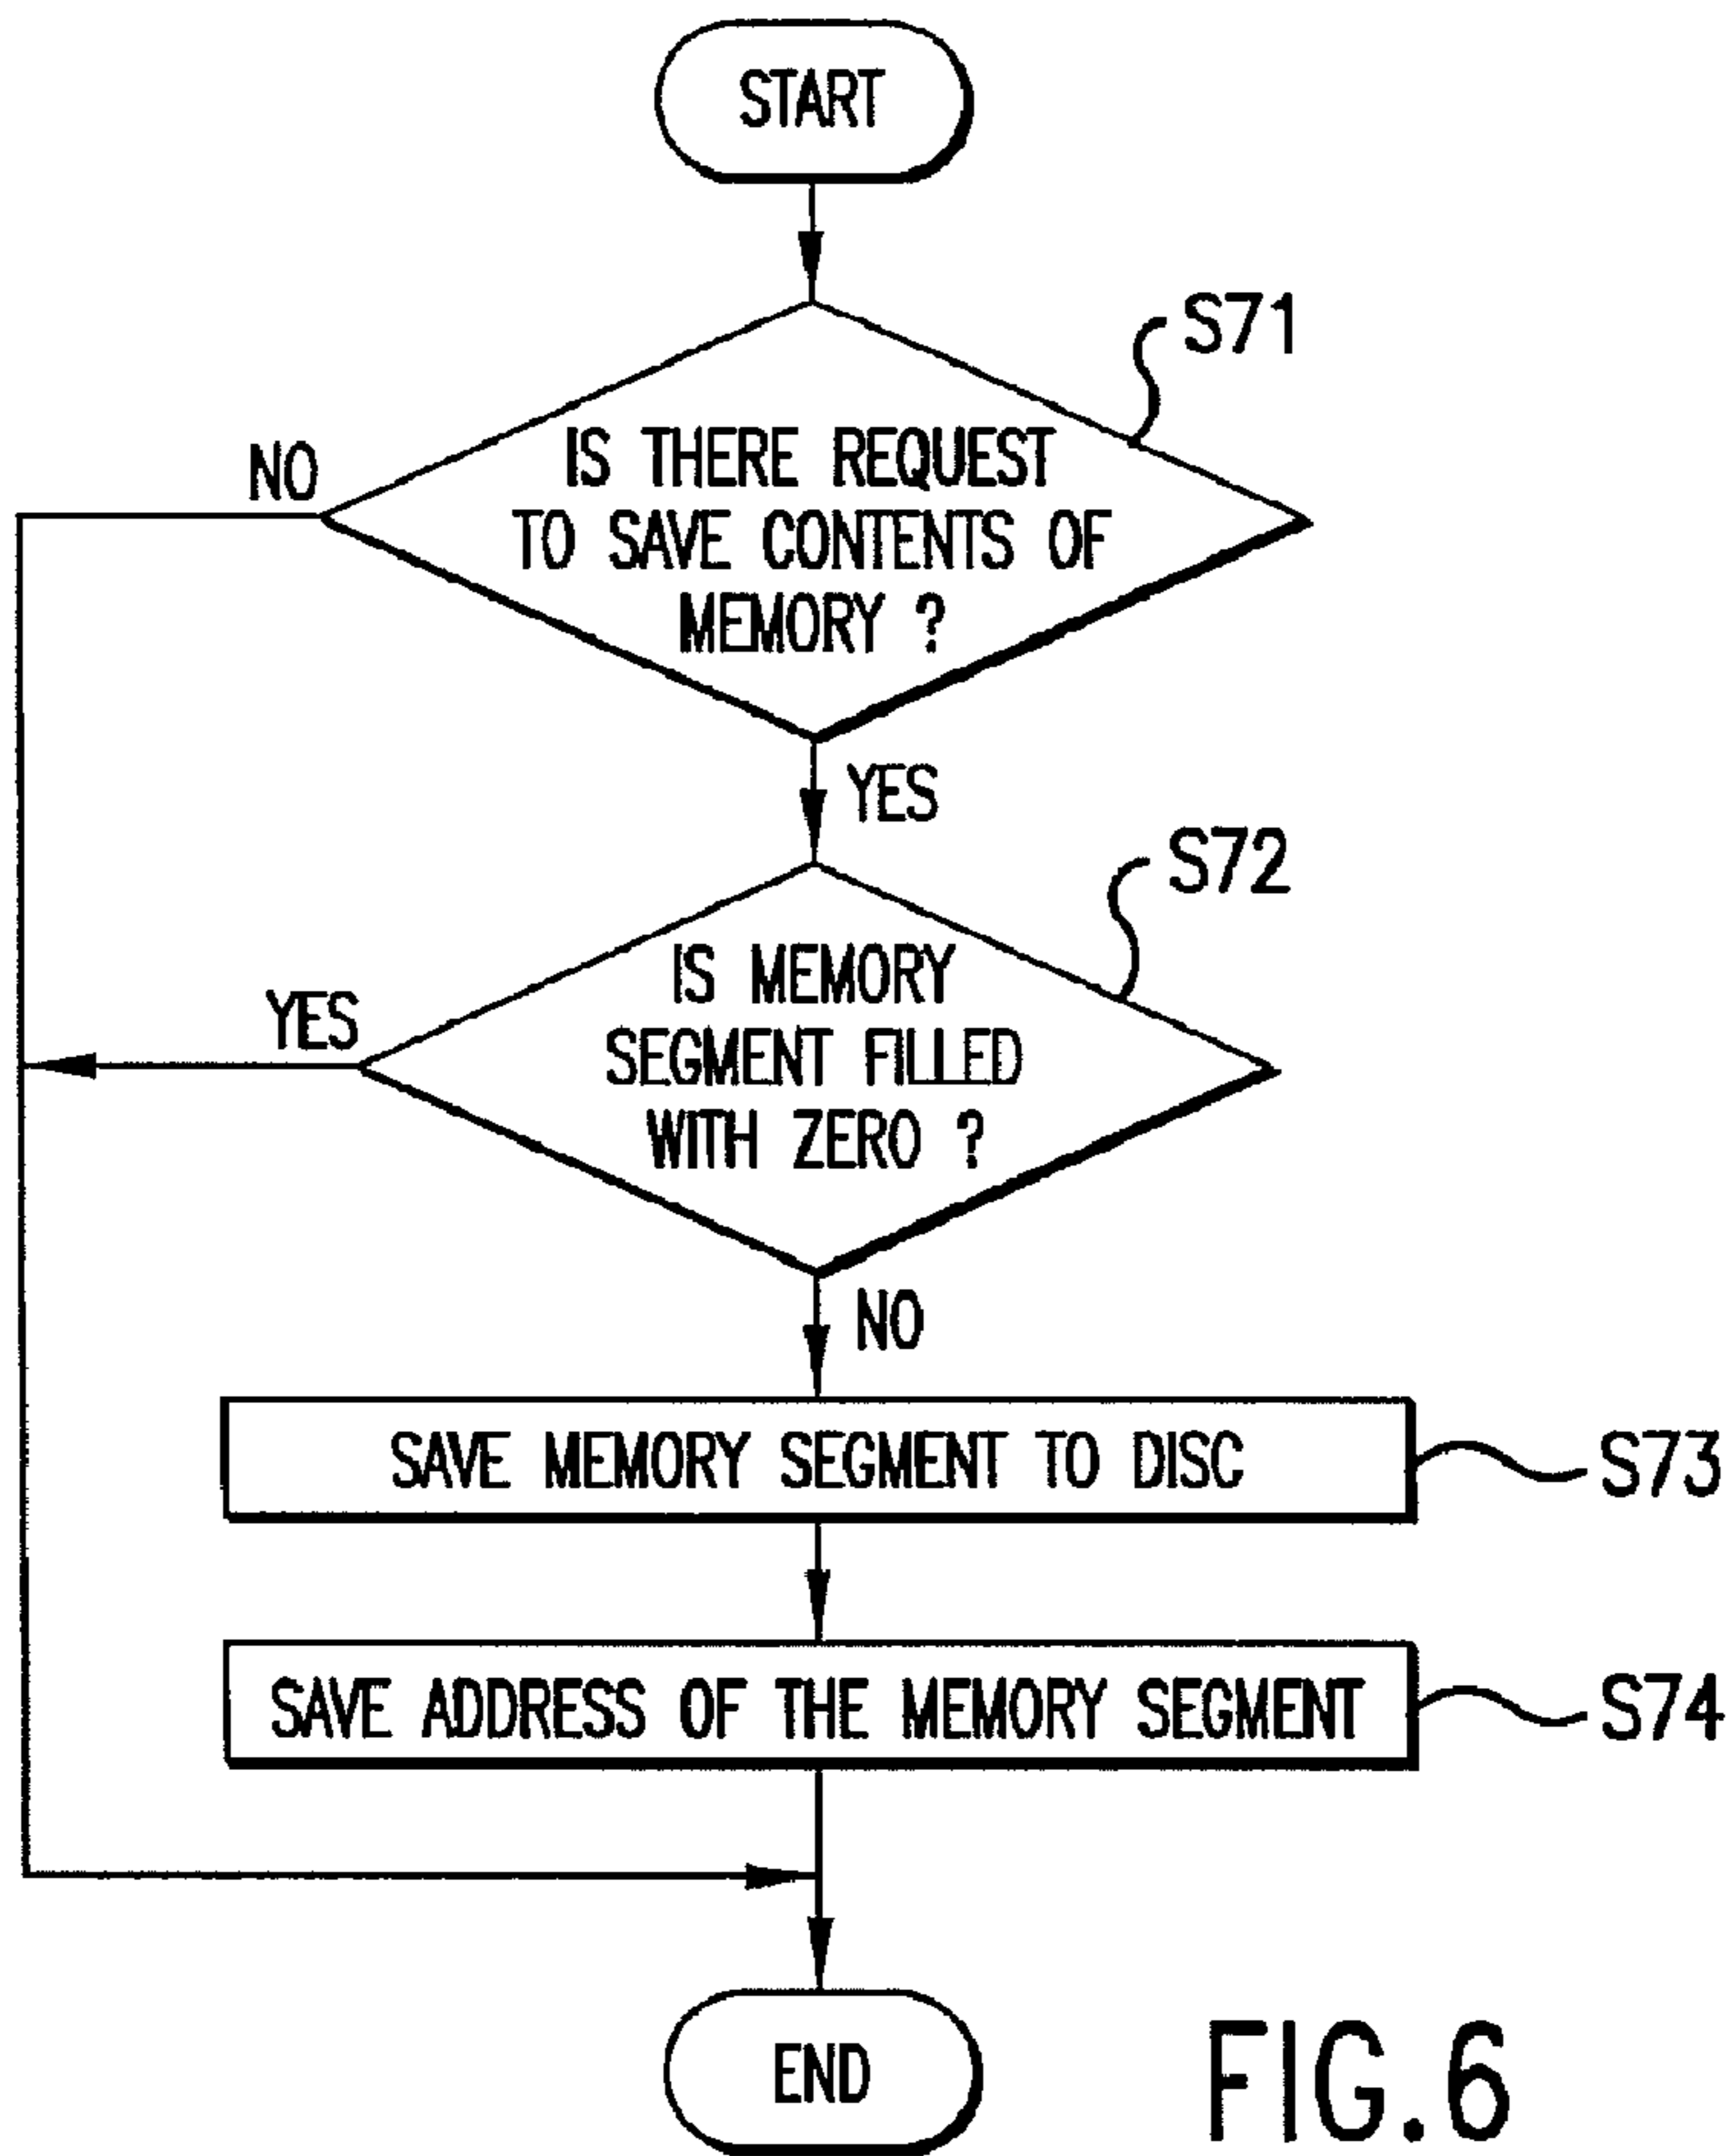 START
S71
NO
IS THERE REQUEST
TO SAVE CONTENTS OF
MEMORY ?
YES
S72
IS MEMORY
SEGMENT FILLED
WITH ZERO ?
YES
NO
SAVE MEMORY SEGMENT TO DISC
S73
SAVE ADDRESS OF THE MEMORY SEGMENT
S74
END
FIG.6